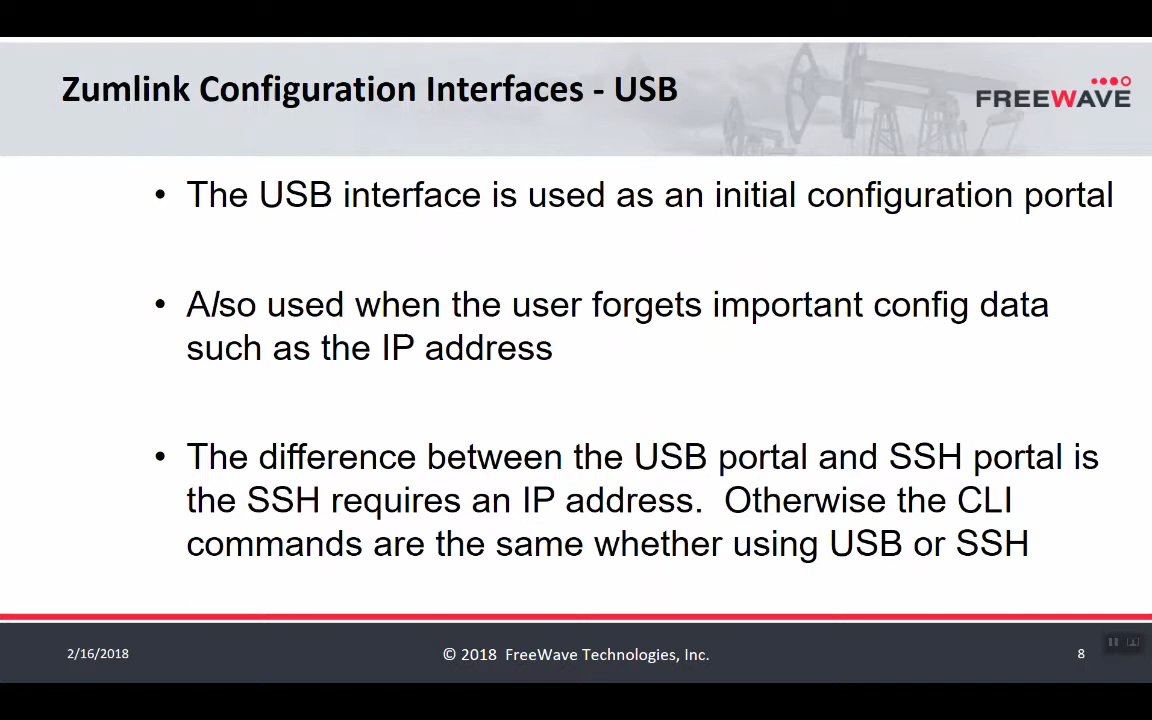 Zumlink Configuration Interfaces - USB
FREEWAVE
• The USB interface is used as an initial configuration portal
• Also used when the user forgets important config data
such as the IP address
• The difference between the USB portal and SSH portal is
the SSH requires an IP address.  Otherwise the CLI
commands are the same whether using USB or SSH
2/16/2018
© 2018 FreeWave Technologies, Inc.
8